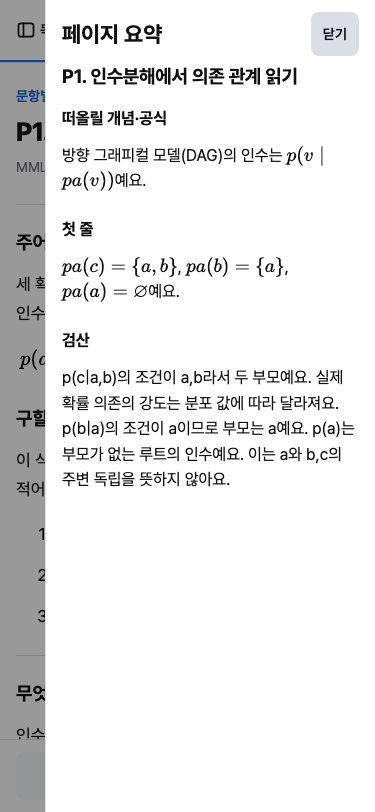 페이지 요약
닫기
P1. 인수분해에서 의존 관계 읽기
떠올릴 개념·공식
방향 그래피컬 모델(DAG)의 인수는 p(v |
pa(v))예요.
첫 줄
pa(c) = {a, b}, pa(b) = {a},
pa(a) = ∅예요.
검산
p(c|a,b)의 조건이 a,b라서 두 부모예요. 실제
확률 의존의 강도는 분포 값에 따라 달라져요.
p(b|a)의 조건이 a이므로 부모는 a예요. p(a)는
부모가 없는 루트의 인수예요. 이는 a와 b,c의
주변 독립을 뜻하지 않아요.
문항별
P1.
MML
주어
세 확
인수
구할
이 식
적어
1
2
3
무엇
인수